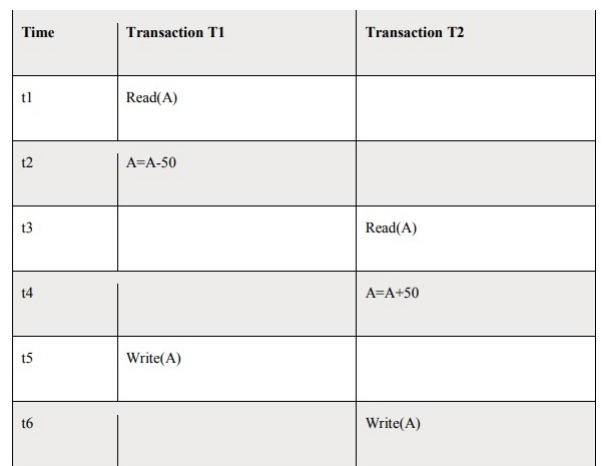 Time Transaction T1 Transaction T2
t1 Read(A)
t2 A=A-50
t3 Read(A)
t4 A=A+50
t5 Write(A)
t6 Write(A)